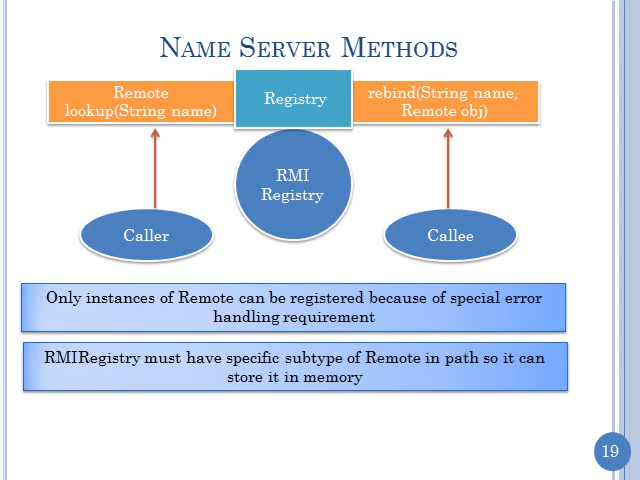 Name Server Methods
Remote
lookup(String name)
Registry
rebind(String name,
Remote obj)
RMI
Registry
Caller
Callee
Only instances of Remote can be registered because of special error
handling requirement
RMIRegistry must have specific subtype of Remote in path so it can
store it in memory
19